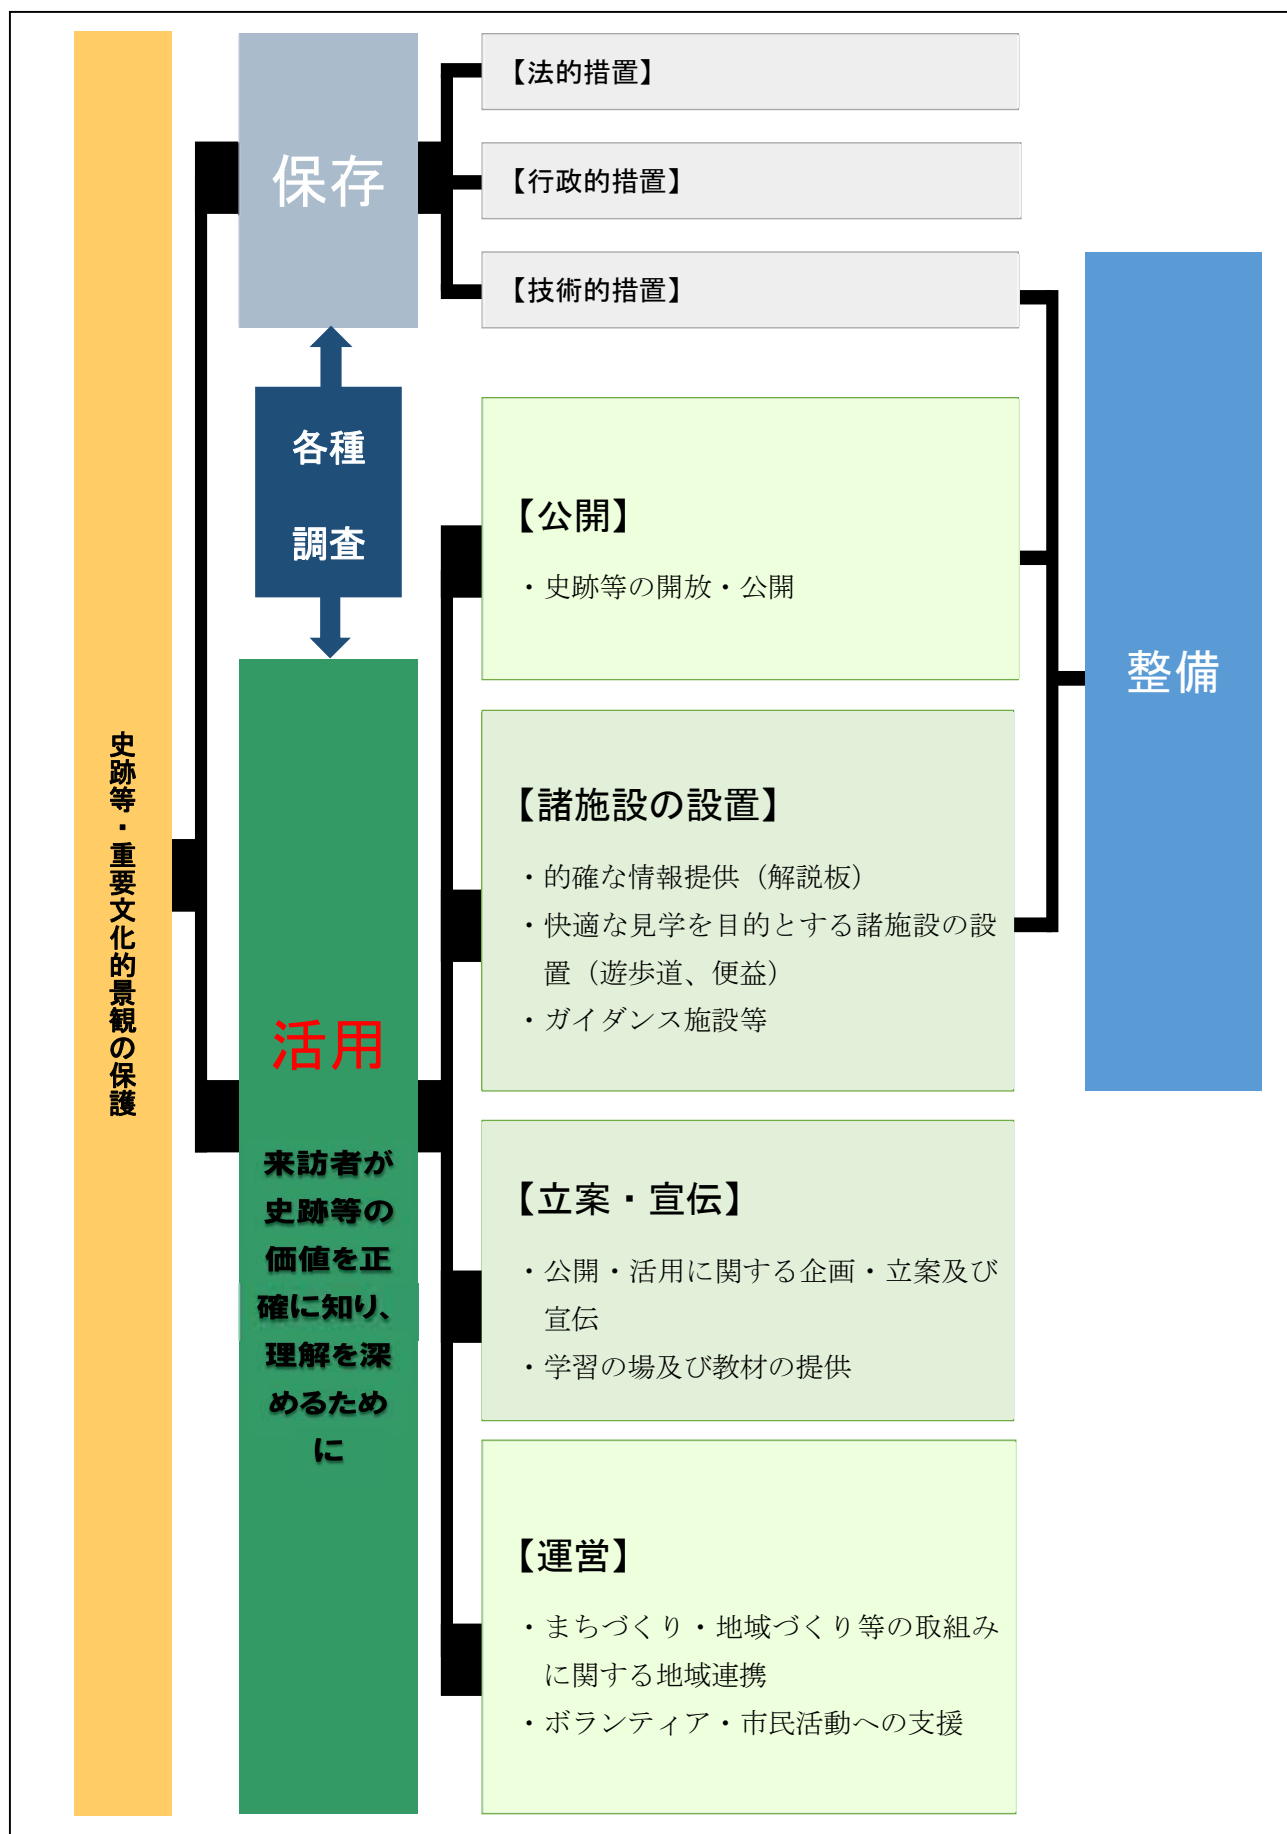 史跡等・重要文化的景観の保護
保存
【法的措置】
【行政的措置】
【技術的措置】
各種
調査
活用
来訪者が
史跡等の
価値を正
確に知り、
理解を深
めるため
に
【公開】
・史跡等の開放・公開
【諸施設の設置】
・的確な情報提供（解説板）
・快適な見学を目的とする諸施設の設
置（遊歩道、便益）
・ガイダンス施設等
【立案・宣伝】
・公開・活用に関する企画・立案及び
宣伝
・学習の場及び教材の提供
【運営】
・まちづくり・地域づくり等の取組み
に関する地域連携
・ボランティア・市民活動への支援
整備